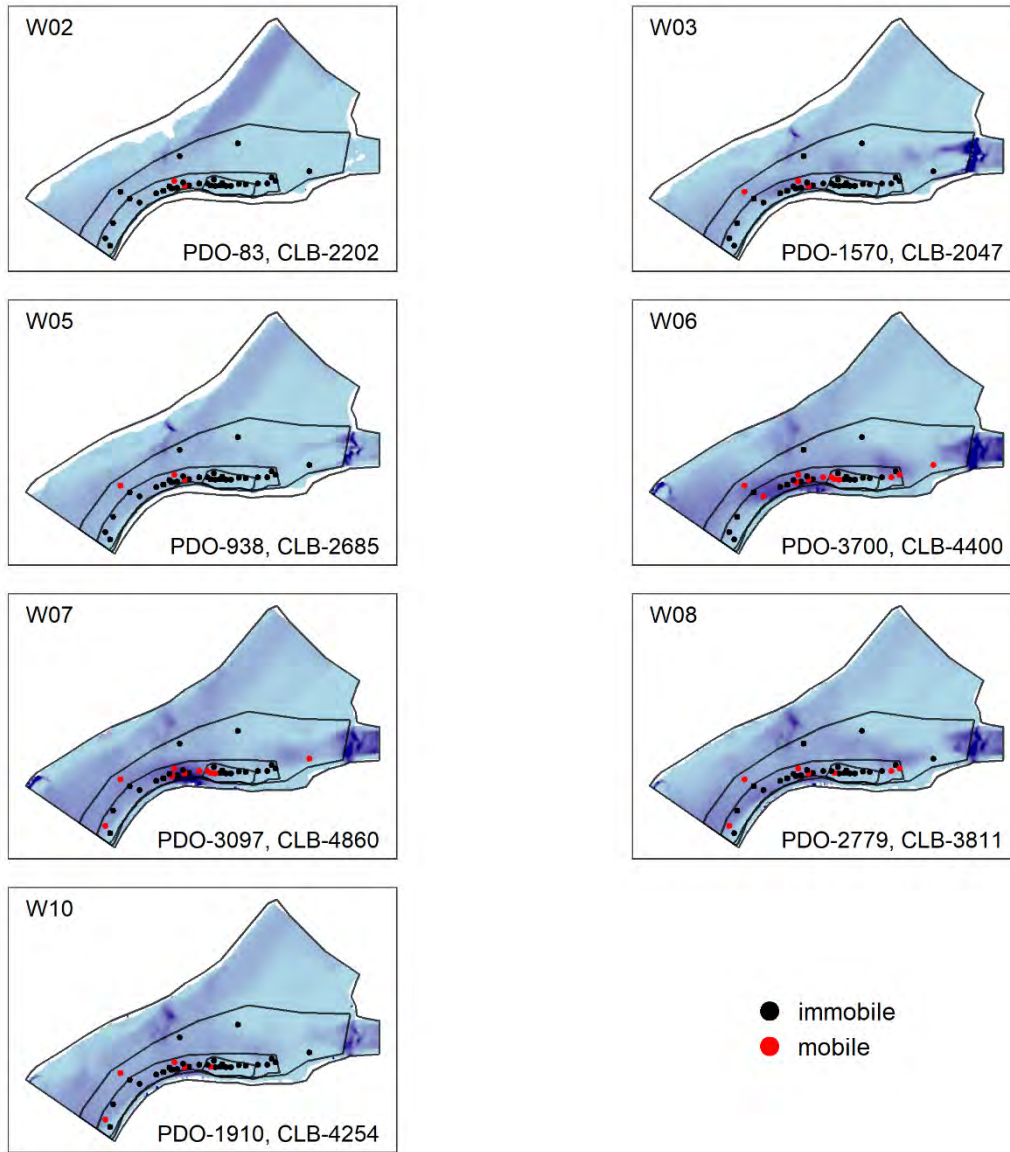 W02
PDO-83, CLB-2202
W03
PDO-1570, CLB-2047
W05
PDO-938, CLB-2685
W06
PDO-3700, CLB-4400
W07
PDO-3097, CLB-4860
W08
PDO-2779, CLB-3811
W10
PDO-1910, CLB-4254
immobile
mobile